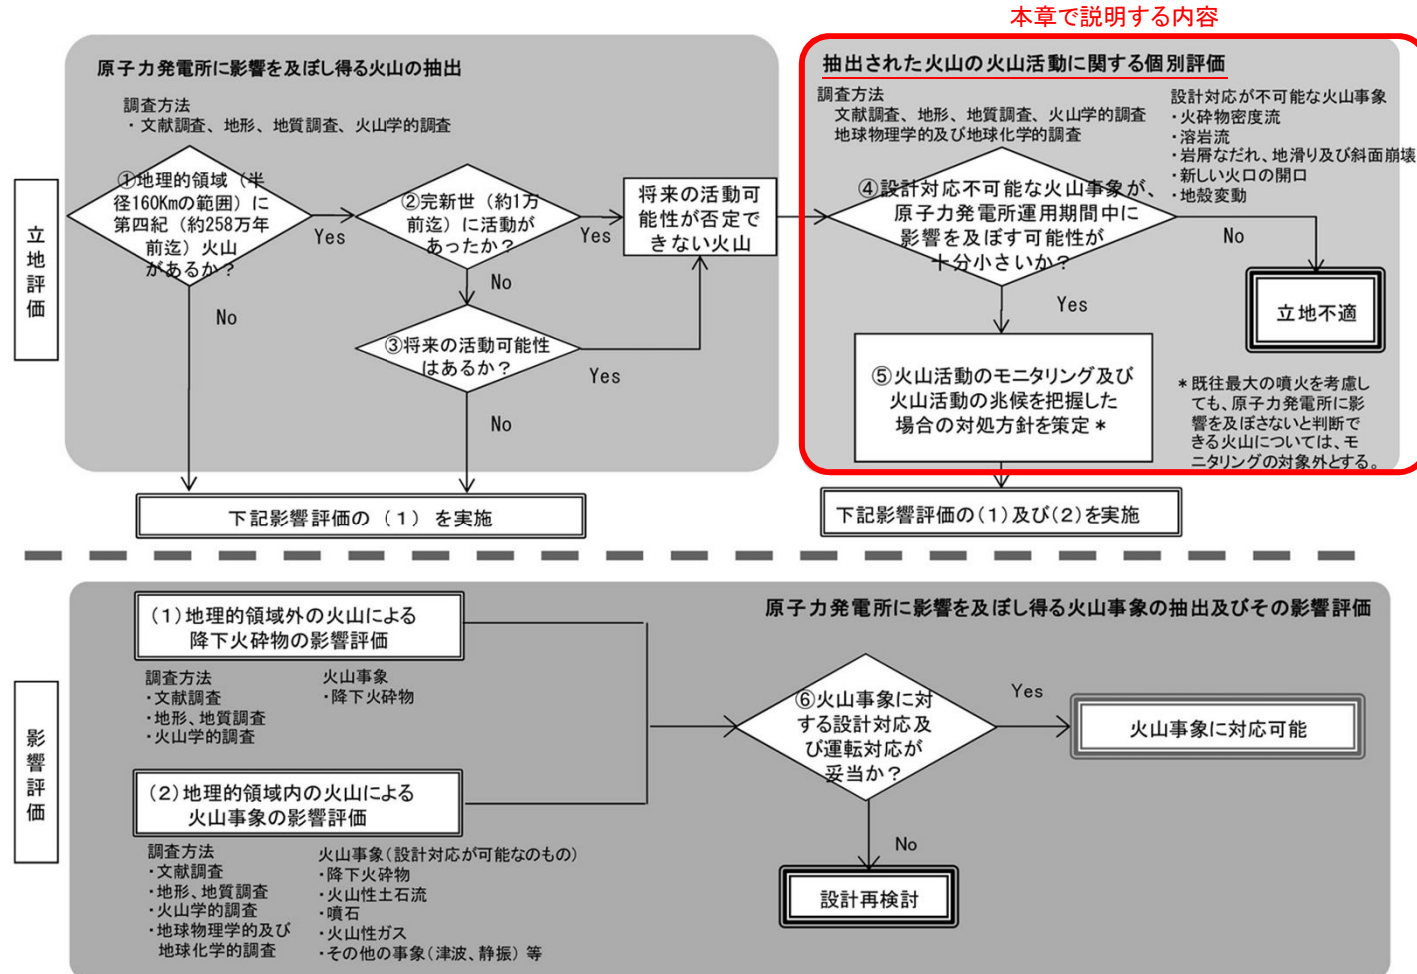 本章で説明する内容
立地評価
原子力発電所に影響を及ぼし得る火山の抽出
調査方法
・文献調査、地形、地質調査、火山学的調査
①地理的領域（半
径160Kmの範囲）に
第四紀（約258万年
前迄）火山
があるか？
Yes
No
②完新世（約1万
前迄）に活動が
あったか？
Yes
No
③将来の活動可能性
はあるか？
Yes
No
将来の活動可
能性が否定で
きない火山
下記影響評価の（１）を実施
抽出された火山の火山活動に関する個別評価
調査方法
文献調査、地形、地質調査、火山学的調査
地球物理学的及び地球化学的調査
設計対応が不可能な火山事象
・火砕物密度流
・溶岩流
・岩屑なだれ、地滑り及び斜面崩壊
・新しい火口の開口
・地殻変動
④設計対応不可能な火山事象が、
原子力発電所運用期間中に
影響を及ぼす可能性が
十分小さいか？
No
Yes
立地不適
⑤火山活動のモニタリング及び
火山活動の兆候を把握した
場合の対処方針を策定＊
＊既往最大の噴火を考慮し
ても、原子力発電所に影
響を及ぼさないと判断で
きる火山については、モ
ニタリングの対象外とする。
下記影響評価の(1)及び(2)を実施
影響評価
原子力発電所に影響を及ぼし得る火山事象の抽出及びその影響評価
(１)地理的領域外の火山による
降下火砕物の影響評価
調査方法
・文献調査
・地形、地質調査
・火山学的調査
火山事象
・降下火砕物
(２)地理的領域内の火山による
火山事象の影響評価
調査方法
・文献調査
・地形、地質調査
・火山学的調査
・地球物理学的及び
地球化学的調査
火山事象(設計対応が可能なのもの)
・降下火砕物
・火山性土石流
・噴石
・火山性ガス
・その他の事象(津波、静振) 等
⑥火山事象に対
する設計対応及
び運転対応が
妥当か？
Yes
No
火山事象に対応可能
設計再検討